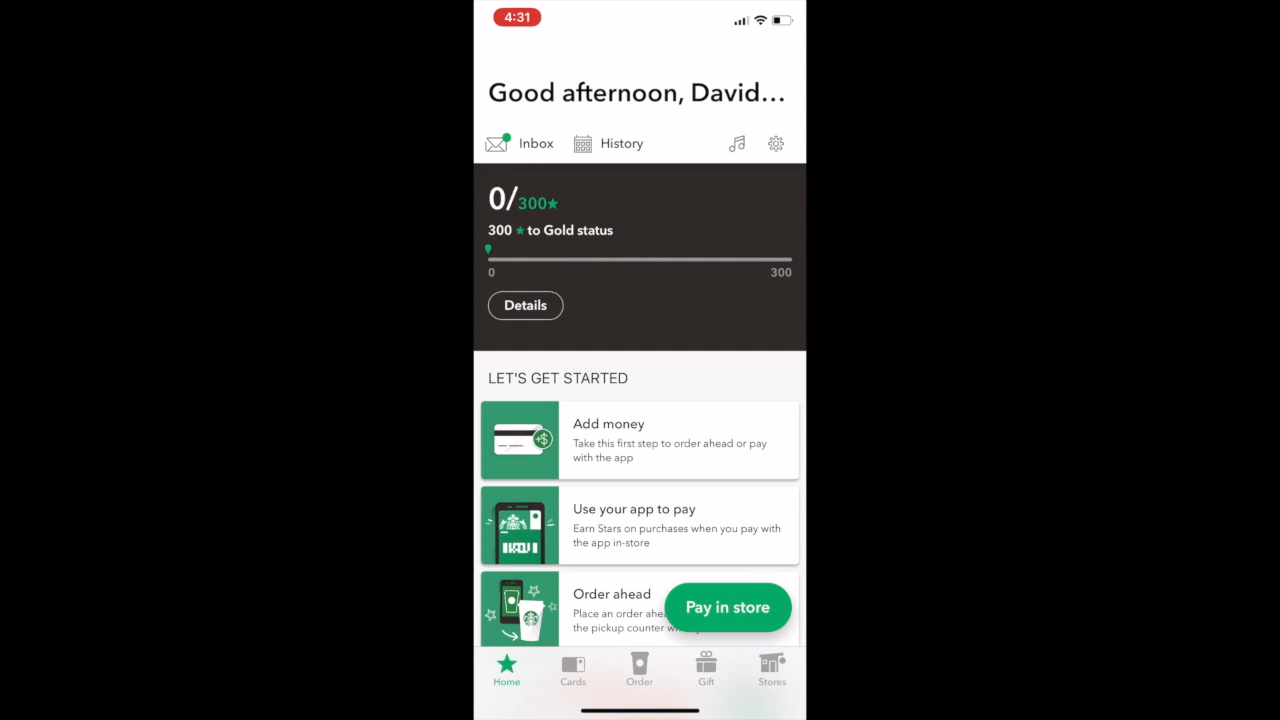 4:31
Good afternoon, David...
Inbox
History
0/300★
300 ★ to Gold status
0
300
Details
LET'S GET STARTED
Add money
Take this first step to order ahead or pay
with the app
Use your app to pay
Earn Stars on purchases when you pay with
the app in-store
Order ahead
Place an order
the pickup counter
Pay in store
Home
Cards
Order
Gift
Stores